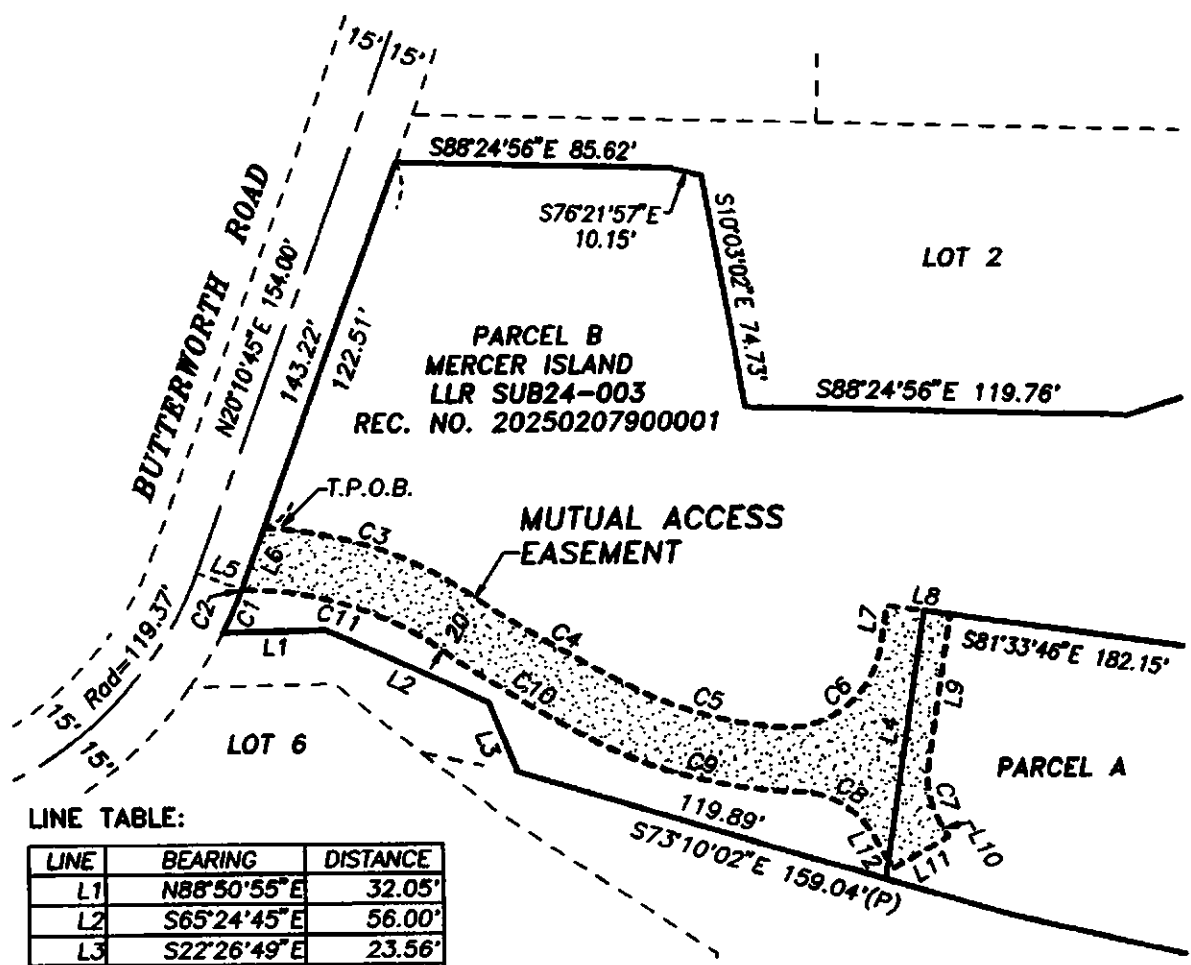 15' 15'
BUTTERWORTH ROAD
N20°10'45"E 154.00'
143.22'
122.51'
S88°24'56"E 85.62'
S76°21'57"E
10.15'
S10°03'02"E 74.73'
LOT 2
S88°24'56"E 119.76'
PARCEL B
MERCER ISLAND
LLR SUB24-003
REC. NO. 20250207900001
T.P.O.B.
MUTUAL ACCESS
EASEMENT
C3
L5
L6
C2
C1
C11
L1
L2
20'
C4
C10
L3
C5
C9
C6
L7
L8
S81°33'46"E 182.15'
L4
L9
C8
C7
L10
L11
L12
PARCEL A
119.89'
S73°10'02"E 159.04'(P)
Rad=119.37'
15' 15'
LOT 6
LINE TABLE:
LINE BEARING DISTANCE
L1 N88°50'55"E 32.05'
L2 S65°24'45"E 56.00'
L3 S22°26'49"E 23.56'